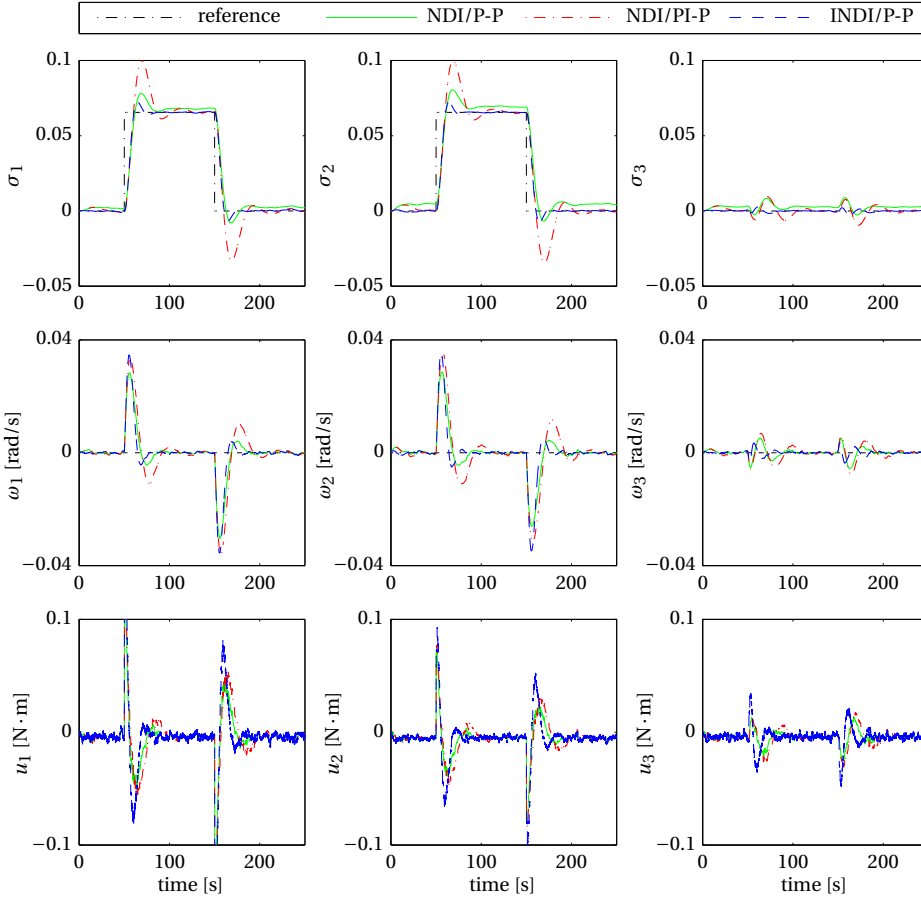 reference NDI/P-P NDI/PI-P INDI/P-P
0.1 0.1 0.1
0.05 0.05 0.05
0 0 0
−0.05 −0.05 −0.05
σ1 σ2 σ3
0 100 200 0 100 200 0 100 200
0.04 0.04 0.04
0 0 0
−0.04 −0.04 −0.04
ω1 [rad/s] ω2 [rad/s] ω3 [rad/s]
0 100 200 0 100 200 0 100 200
0.1 0.1 0.1
0 0 0
−0.1 −0.1 −0.1
u1 [N·m] u2 [N·m] u3 [N·m]
0 100 200 0 100 200 0 100 200
time [s] time [s] time [s]